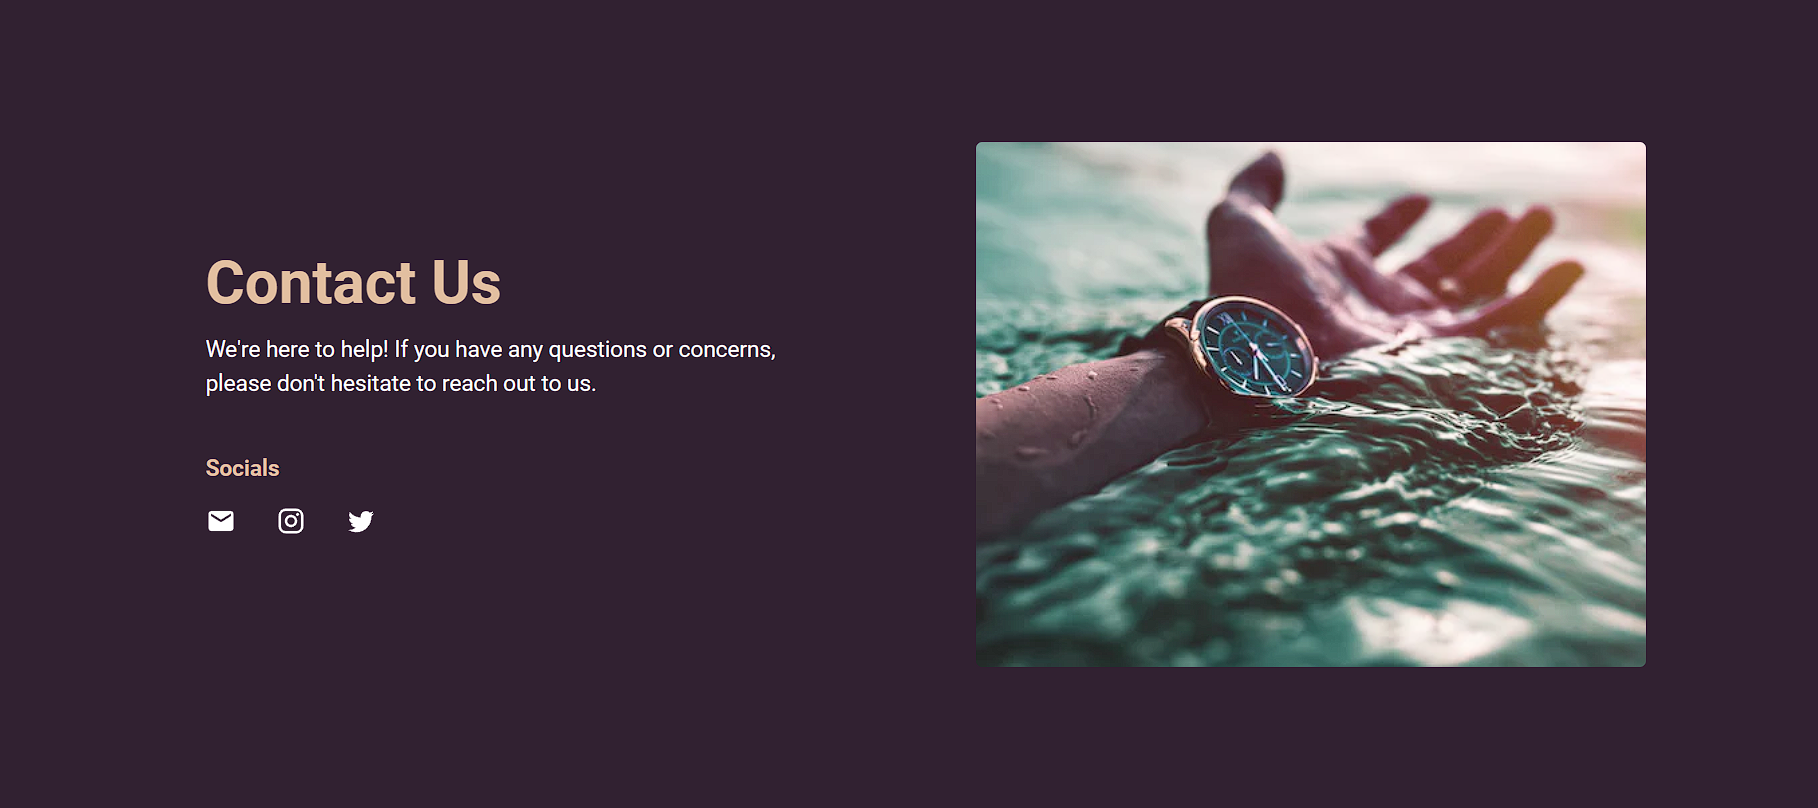 Contact Us
We're here to help! If you have any questions or concerns,
please don't hesitate to reach out to us.
Socials